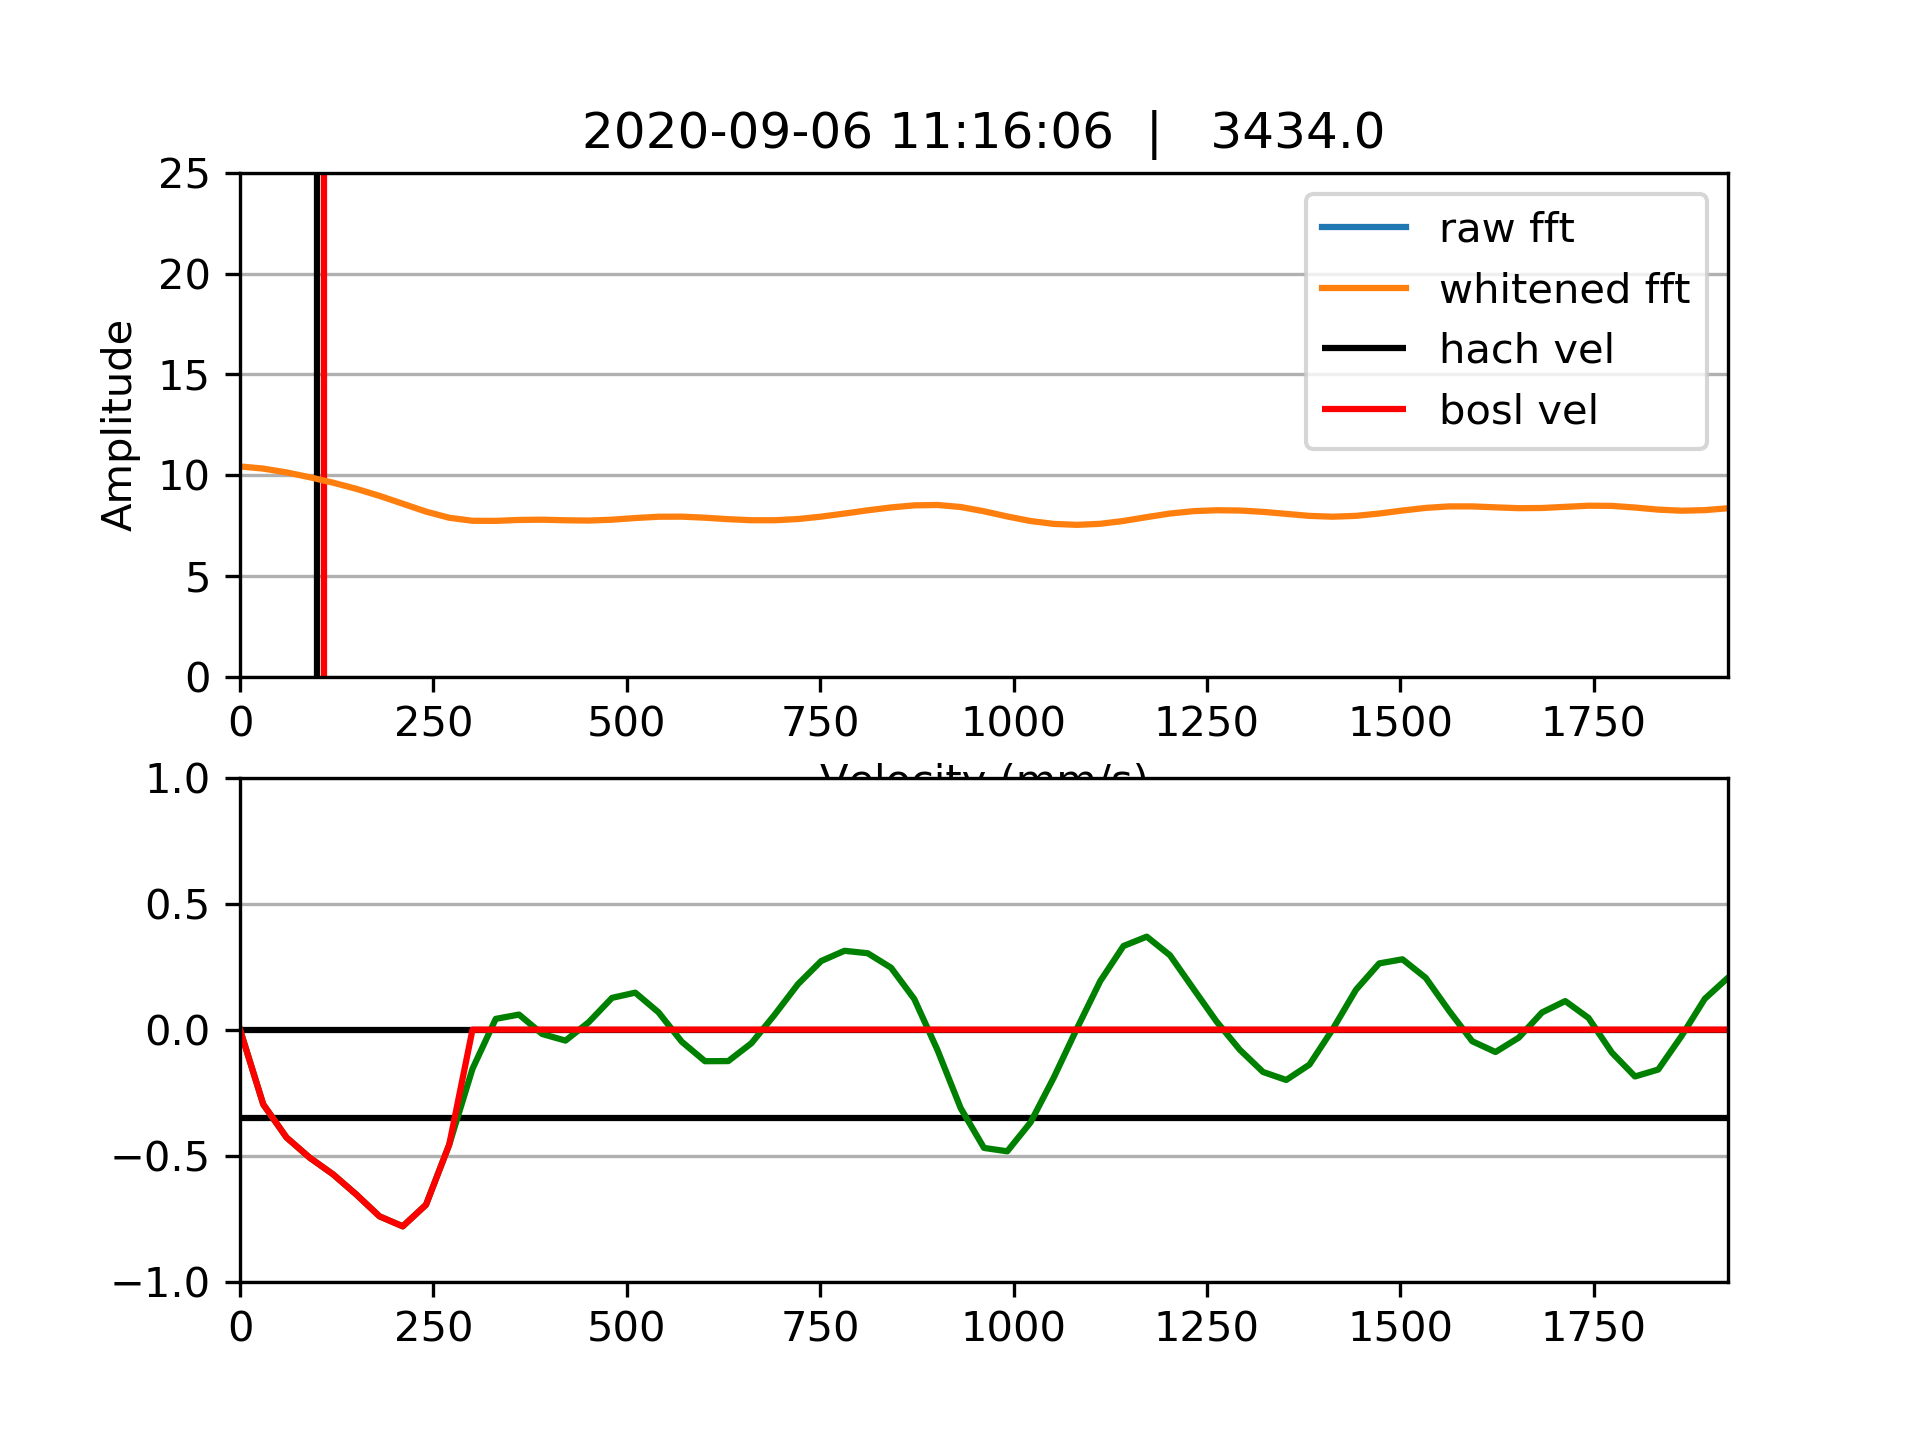 2020-09-06 11:16:06 | 3434.0
25
20
15
10
5
0
Amplitude
raw fft
whitened fft
hach vel
bosl vel
0 250 500 750 1000 1250 1500 1750
Velocity (mm/s)
1.0
0.5
0.0
−0.5
−1.0
0 250 500 750 1000 1250 1500 1750